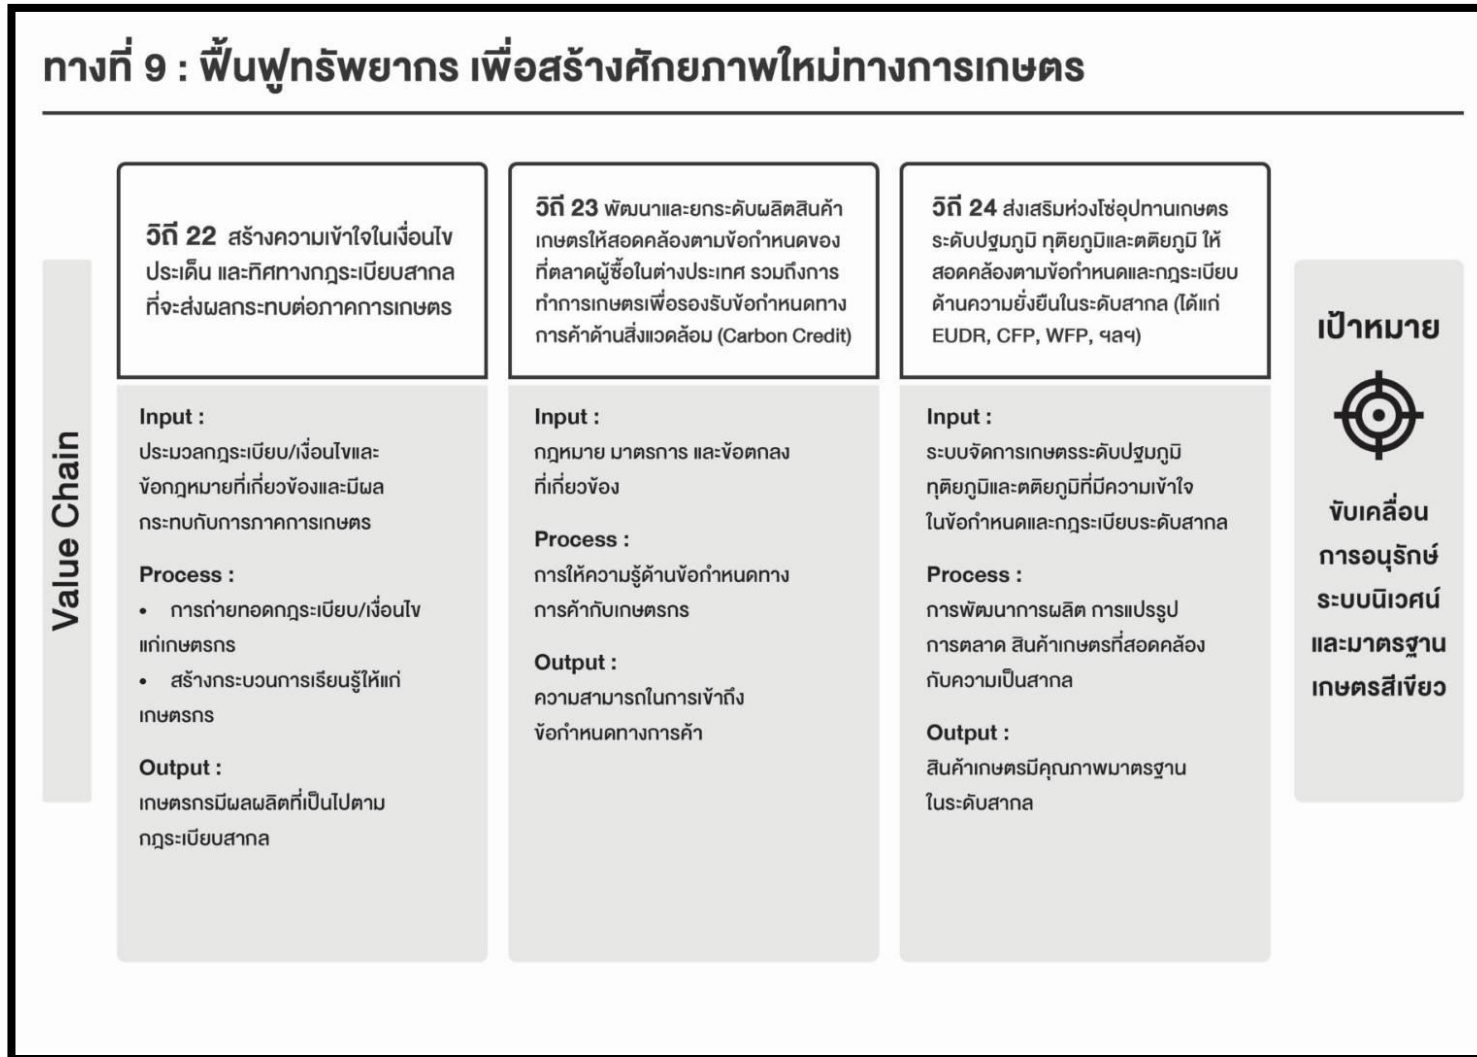 ทางที่ 9 : ฟื้นฟูทรัพยากร เพื่อสร้างศักยภาพใหม่ทางการเกษตร
Value Chain
วิถี 22 สร้างความเข้าใจในเงื่อนไข
ประเด็น และทิศทางกฎระเบียบสากล
ที่จะส่งผลกระทบต่อภาคการเกษตร
Input :
ประมวลกฎระเบียบ/เงื่อนไขและ
ข้อกฎหมายที่เกี่ยวข้องและมีผล
กระทบกับการภาคการเกษตร
Process :
• การถ่ายทอดกฎระเบียบ/เงื่อนไข
แก่เกษตรกร
• สร้างกระบวนการเรียนรู้ให้แก่
เกษตรกร
Output :
เกษตรกรมีผลผลิตที่เป็นไปตาม
กฎระเบียบสากล
วิถี 23 พัฒนาและยกระดับผลิตสินค้า
เกษตรให้สอดคล้องตามข้อกำหนดของ
ที่ตลาดผู้ซื้อในต่างประเทศ รวมถึงการ
ทำการเกษตรเพื่อรองรับข้อกำหนดทาง
การค้าด้านสิ่งแวดล้อม (Carbon Credit)
Input :
กฎหมาย มาตรการ และข้อตกลง
ที่เกี่ยวข้อง
Process :
การให้ความรู้ด้านข้อกำหนดทาง
การค้ากับเกษตรกร
Output :
ความสามารถในการเข้าถึง
ข้อกำหนดทางการค้า
วิถี 24 ส่งเสริมห่วงโซ่อุปทานเกษตร
ระดับปฐมภูมิ ทุติยภูมิและตติยภูมิ ให้
สอดคล้องตามข้อกำหนดและกฎระเบียบ
ด้านความยั่งยืนในระดับสากล (ได้แก่
EUDR, CFP, WFP, ฯลฯ)
Input :
ระบบจัดการเกษตรระดับปฐมภูมิ
ทุติยภูมิและตติยภูมิที่มีความเข้าใจ
ในข้อกำหนดและกฎระเบียบระดับสากล
Process :
การพัฒนาการผลิต การแปรรูป
การตลาด สินค้าเกษตรที่สอดคล้อง
กับความเป็นสากล
Output :
สินค้าเกษตรมีคุณภาพมาตรฐาน
ในระดับสากล
เป้าหมาย
ขับเคลื่อน
การอนุรักษ์
ระบบนิเวศน์
และมาตรฐาน
เกษตรสีเขียว